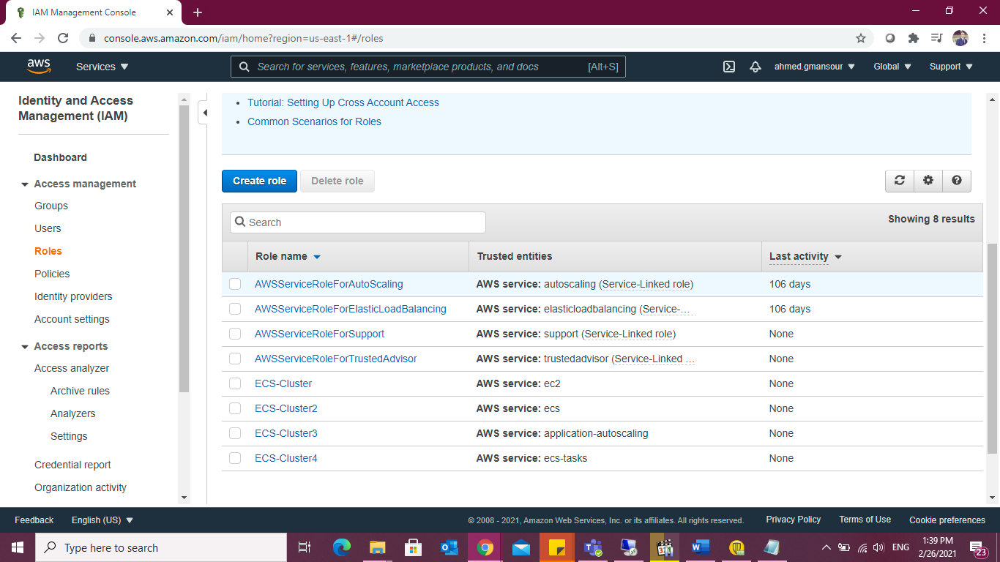 IAM Management Console
console.aws.amazon.com/iam/home?region=us-east-1#/roles
aws Services Search for services, features, marketplace products, and docs [Alt+S] ahmed.gmansour Global Support
Identity and Access
Management (IAM)
Dashboard
Access management
Groups
Users
Roles
Policies
Identity providers
Account settings
Access reports
Access analyzer
Archive rules
Analyzers
Settings
Credential report
Organization activity
Tutorial: Setting Up Cross Account Access
Common Scenarios for Roles
Create role Delete role
Search Showing 8 results
Role name Trusted entities Last activity
AWSServiceRoleForAutoScaling AWS service: autoscaling (Service-Linked role) 106 days
AWSServiceRoleForElasticLoadBalancing AWS service: elasticloadbalancing (Service-... 106 days
AWSServiceRoleForSupport AWS service: support (Service-Linked role) None
AWSServiceRoleForTrustedAdvisor AWS service: trustedadvisor (Service-Linked ... None
ECS-Cluster AWS service: ec2 None
ECS-Cluster2 AWS service: ecs None
ECS-Cluster3 AWS service: application-autoscaling None
ECS-Cluster4 AWS service: ecs-tasks None
Feedback English (US) © 2008 - 2021, Amazon Web Services, Inc. or its affiliates. All rights reserved. Privacy Policy Terms of Use Cookie preferences
Type here to search ENG 1:39 PM
2/26/2021 23